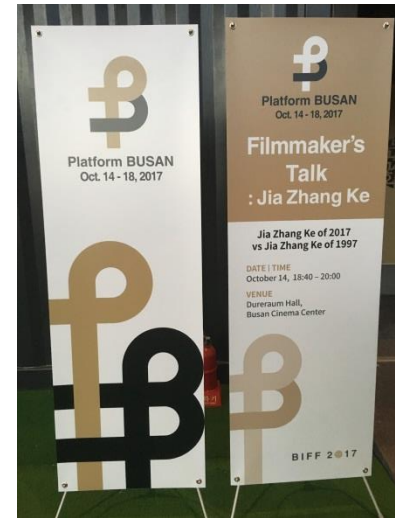 Platform BUSAN
Oct. 14 - 18, 2017
Platform BUSAN
Oct. 14 - 18, 2017
Filmmaker's
Talk
: Jia Zhang Ke
Jia Zhang Ke of 2017
vs Jia Zhang Ke of 1997
DATE | TIME
October 14, 18:40 - 20:00
VENUE
Dureraum Hall,
Busan Cinema Center
BIFF 2017